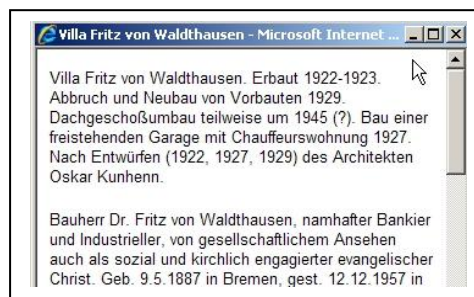 Villa Fritz von Waldthausen - Microsoft Internet ...
Villa Fritz von Waldthausen. Erbaut 1922-1923.
Abbruch und Neubau von Vorbauten 1929.
Dachgeschoßumbau teilweise um 1945 (?). Bau einer
freistehenden Garage mit Chauffeurswohnung 1927.
Nach Entwürfen (1922, 1927, 1929) des Architekten
Oskar Kunhenn.
Bauherr Dr. Fritz von Waldthausen, namhafter Bankier
und Industrieller, von gesellschaftlichem Ansehen
auch als sozial und kirchlich engagierter evangelischer
Christ. Geb. 9.5.1887 in Bremen, gest. 12.12.1957 in